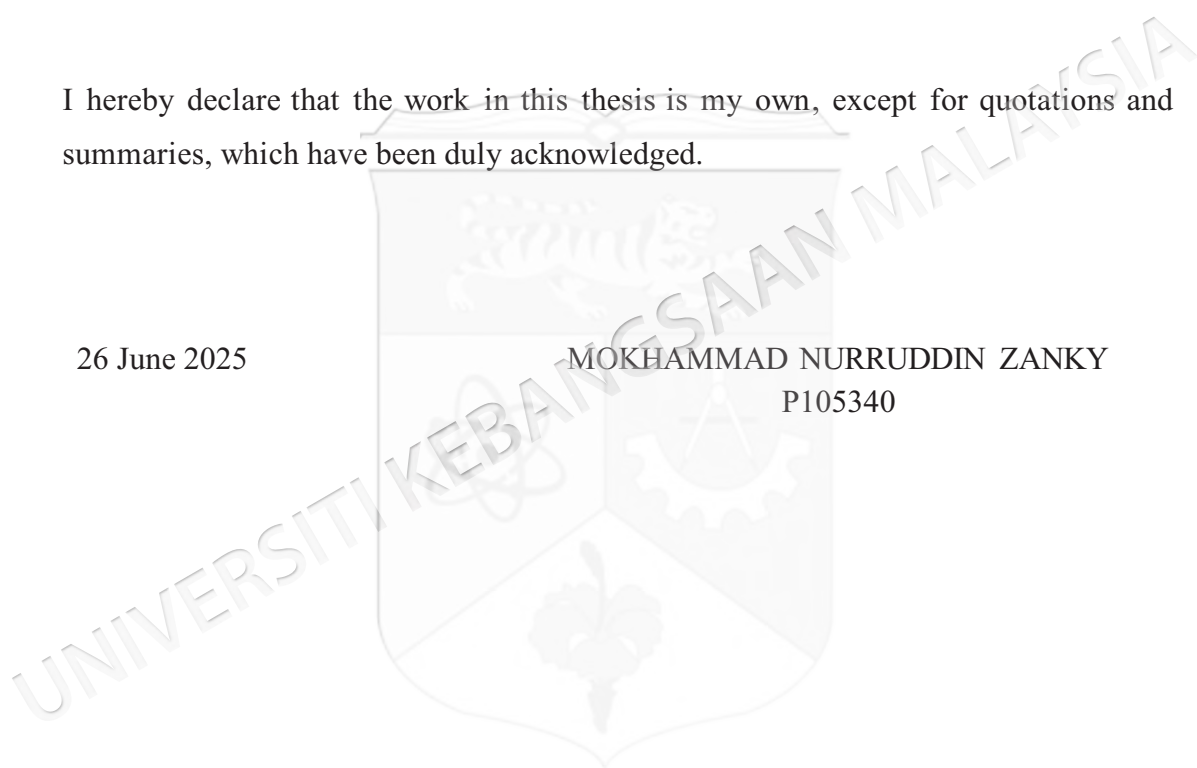 I hereby declare that the work in this thesis is my own, except for quotations and
summaries, which have been duly acknowledged.
26 June 2025 MOKHAMMAD NURRUDDIN ZANKY
P105340
UNIVERSITI KEBANGSAAN MALAYSIA